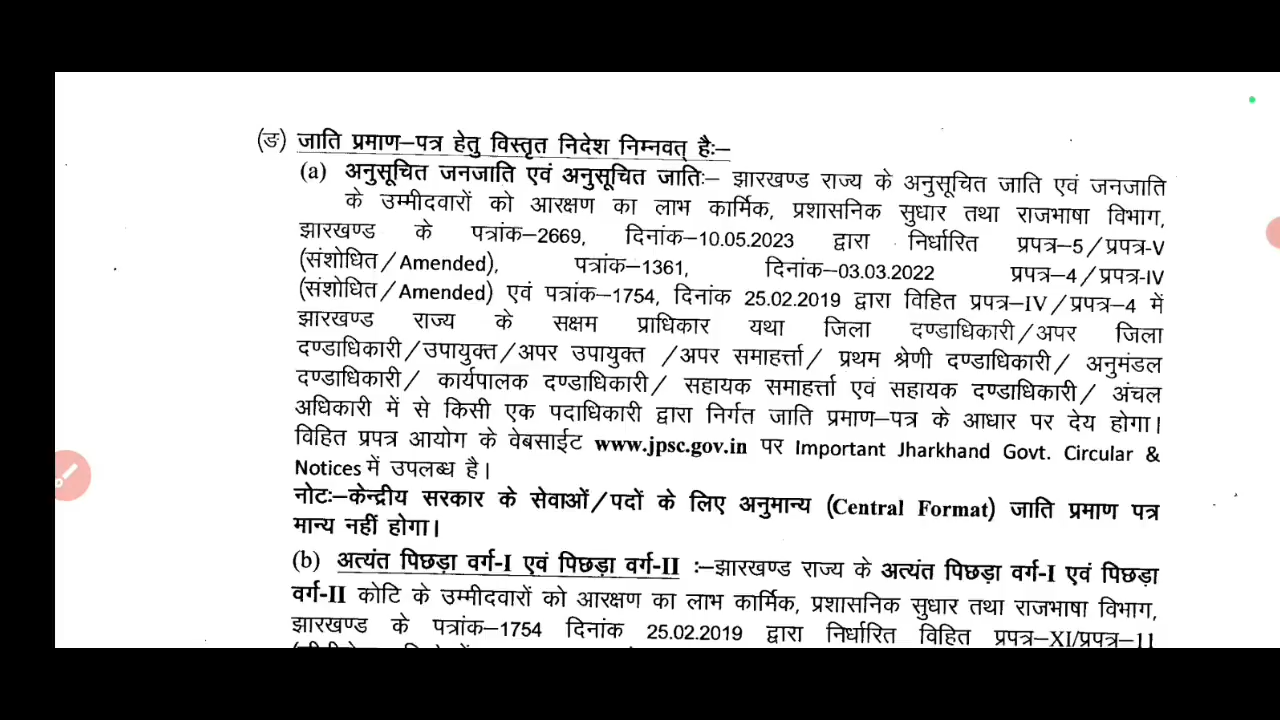 (ङ) जाति प्रमाण–पत्र हेतु विस्तृत निदेश निम्नवत् हैः–
(a) अनुसूचित जनजाति एवं अनुसूचित जातिः– झारखण्ड राज्य के अनुसूचित जाति एवं जनजाति
के उम्मीदवारों को आरक्षण का लाभ कार्मिक, प्रशासनिक सुधार तथा राजभाषा विभाग,
झारखण्ड के पत्रांक–2669, दिनांक–10.05.2023 द्वारा निर्धारित प्रपत्र–5/प्रपत्र-V
(संशोधित/Amended), पत्रांक–1361, दिनांक–03.03.2022 प्रपत्र–4/प्रपत्र-IV
(संशोधित/Amended) एवं पत्रांक–1754, दिनांक 25.02.2019 द्वारा विहित प्रपत्र–IV/प्रपत्र–4 में
झारखण्ड राज्य के सक्षम प्राधिकार यथा जिला दण्डाधिकारी/अपर जिला
दण्डाधिकारी/उपायुक्त/अपर उपायुक्त /अपर समाहर्त्ता/ प्रथम श्रेणी दण्डाधिकारी/ अनुमंडल
दण्डाधिकारी/ कार्यपालक दण्डाधिकारी/ सहायक समाहर्त्ता एवं सहायक दण्डाधिकारी/ अंचल
अधिकारी में से किसी एक पदाधिकारी द्वारा निर्गत जाति प्रमाण–पत्र के आधार पर देय होगा।
विहित प्रपत्र आयोग के वेबसाईट www.jpsc.gov.in पर Important Jharkhand Govt. Circular &
Notices में उपलब्ध है।
नोटः–केन्द्रीय सरकार के सेवाओं/पदों के लिए अनुमान्य (Central Format) जाति प्रमाण पत्र
मान्य नहीं होगा।
(b) अत्यंत पिछड़ा वर्ग-I एवं पिछड़ा वर्ग-II :–झारखण्ड राज्य के अत्यंत पिछड़ा वर्ग-I एवं पिछड़ा
वर्ग-II कोटि के उम्मीदवारों को आरक्षण का लाभ कार्मिक, प्रशासनिक सुधार तथा राजभाषा विभाग,
झारखण्ड के पत्रांक–1754 दिनांक 25.02.2019 द्वारा निर्धारित विहित प्रपत्र–XI/प्रपत्र–11